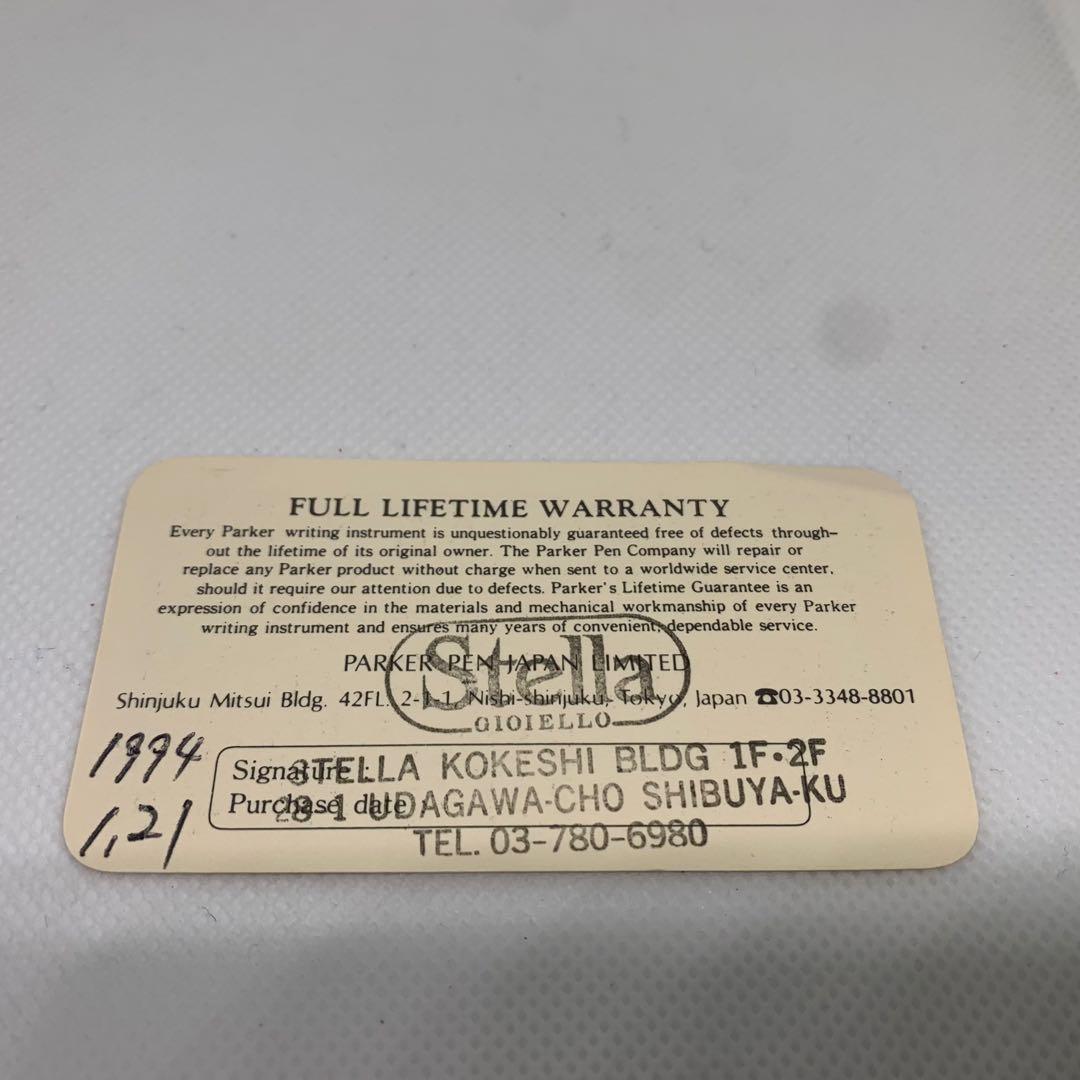 FULL LIFETIME WARRANTY
Every Parker writing instrument is unquestionably guaranteed free of defects through-
out the lifetime of its original owner. The Parker Pen Company will repair or
replace any Parker product without charge when sent to a worldwide service center,
should it require our attention due to defects. Parker's Lifetime Guarantee is an
expression of confidence in the materials and mechanical workmanship of every Parker
writing instrument and ensures many years of convenient, dependable service.
Stella
PARKER PEN JAPAN LIMITED
Shinjuku Mitsui Bldg. 42FL. 2-1-1, Nishi-shinjuku, Tokyo, Japan ☎03-3348-8801
GIOIELLO
1994
1,21
Signature :
Purchase date :
STELLA KOKESHI BLDG 1F·2F
UDAGAWA-CHO SHIBUYA-KU
TEL. 03-780-6980